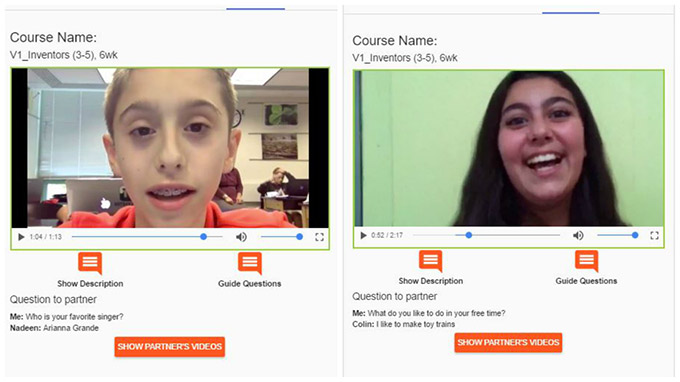 Course Name:
V1_Inventors (3-5), 6wk
1:04 / 1:13
Show Description
Guide Questions
Question to partner
Me: Who is your favorite singer?
Nadeen: Arianna Grande
SHOW PARTNER'S VIDEOS
Course Name:
V1_Inventors (3-5), 6wk
0:52 / 2:17
Show Description
Guide Questions
Question to partner
Me: What do you like to do in your free time?
Colin: I like to make toy trains
SHOW PARTNER'S VIDEOS